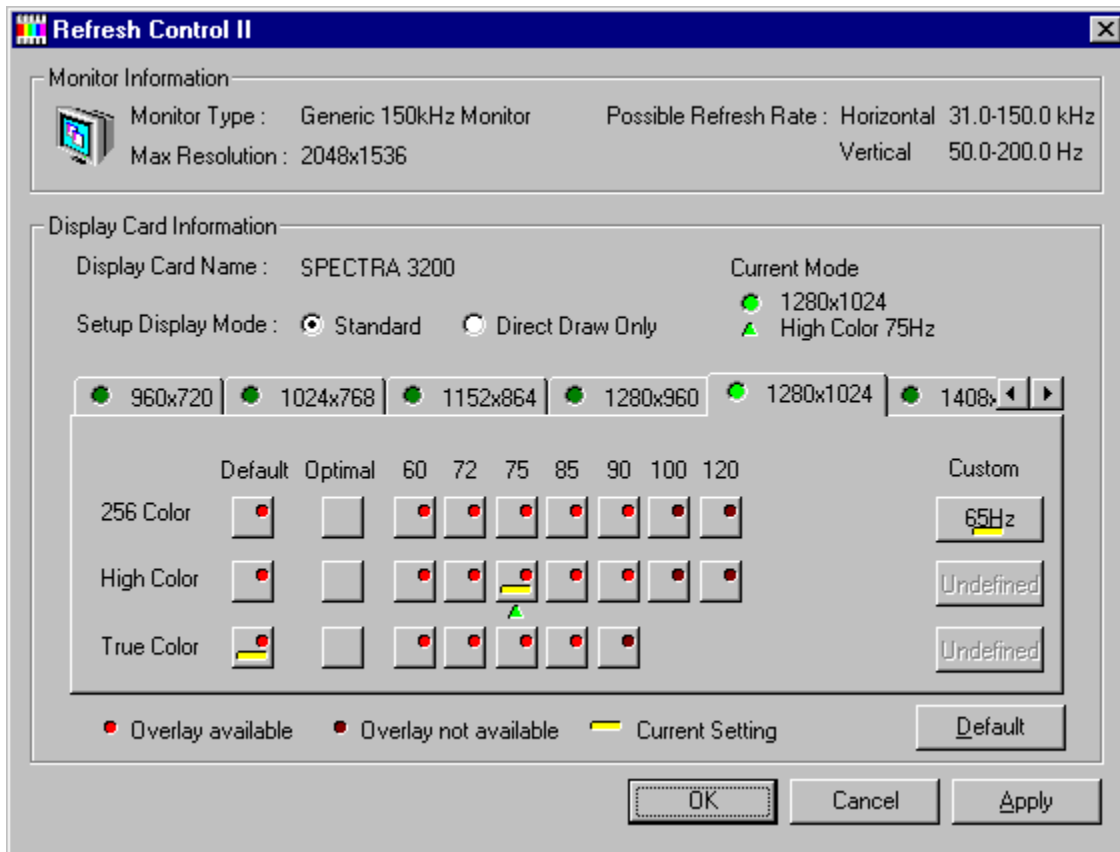 Refresh Control II
Monitor Information
Monitor Type : Generic 150kHz Monitor Possible Refresh Rate : Horizontal 31.0-150.0 kHz
Max Resolution : 2048x1536 Vertical 50.0-200.0 Hz
Display Card Information
Display Card Name : SPECTRA 3200 Current Mode
1280x1024
Setup Display Mode : Standard Direct Draw Only High Color 75Hz
960x720 1024x768 1152x864 1280x960 1280x1024 1408x
Default Optimal 60 72 75 85 90 100 120 Custom
256 Color 65Hz
High Color Undefined
True Color Undefined
Overlay available Overlay not available Current Setting Default
OK Cancel Apply